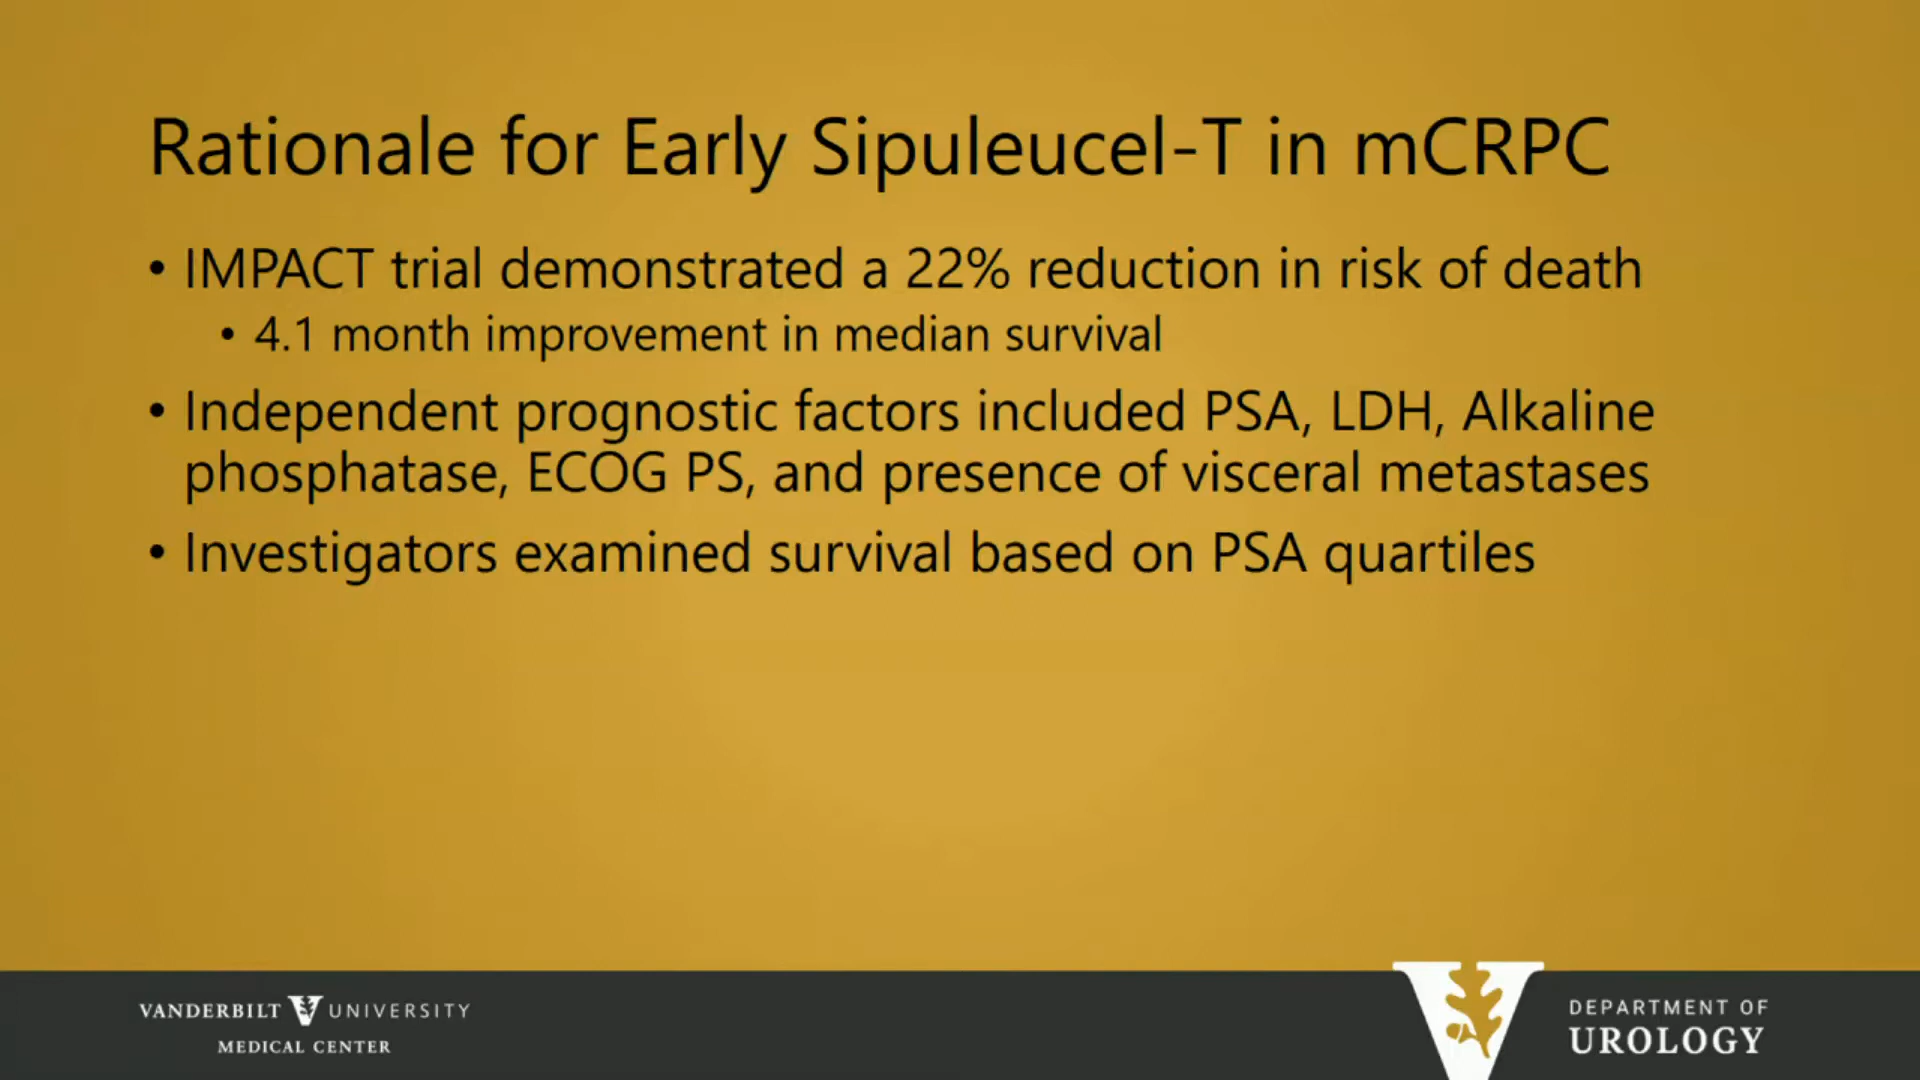 Rationale for Early Sipuleucel-T in mCRPC
• IMPACT trial demonstrated a 22% reduction in risk of death
• 4.1 month improvement in median survival
• Independent prognostic factors included PSA, LDH, Alkaline
phosphatase, ECOG PS, and presence of visceral metastases
• Investigators examined survival based on PSA quartiles
VANDERBILT V UNIVERSITY
MEDICAL CENTER
V
DEPARTMENT OF
UROLOGY